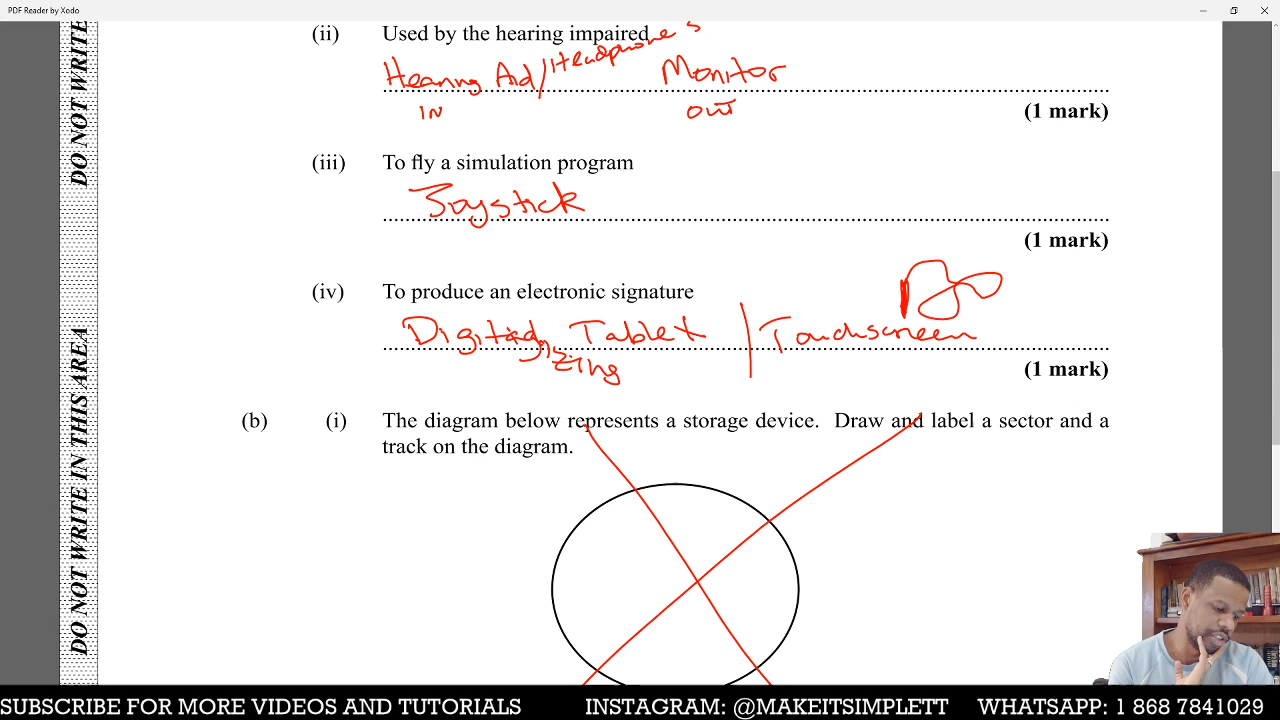 PDF Reader by Xodo
DO NOT WRITE
(ii) Used by the hearing impaired
Hearing Aid/Headphones Monitor
IN OUT
(1 mark)
(iii) To fly a simulation program
Joystick
(1 mark)
(iv) To produce an electronic signature
Tablet | Touchscreen
zing
(1 mark)
DO NOT WRITE IN THIS AREA
(b) (i) The diagram below represents a storage device. Draw and label a sector and a
track on the diagram.
SUBSCRIBE FOR MORE VIDEOS AND TUTORIALS INSTAGRAM: @MAKEITSIMPLETT WHATSAPP: 1 868 7841029